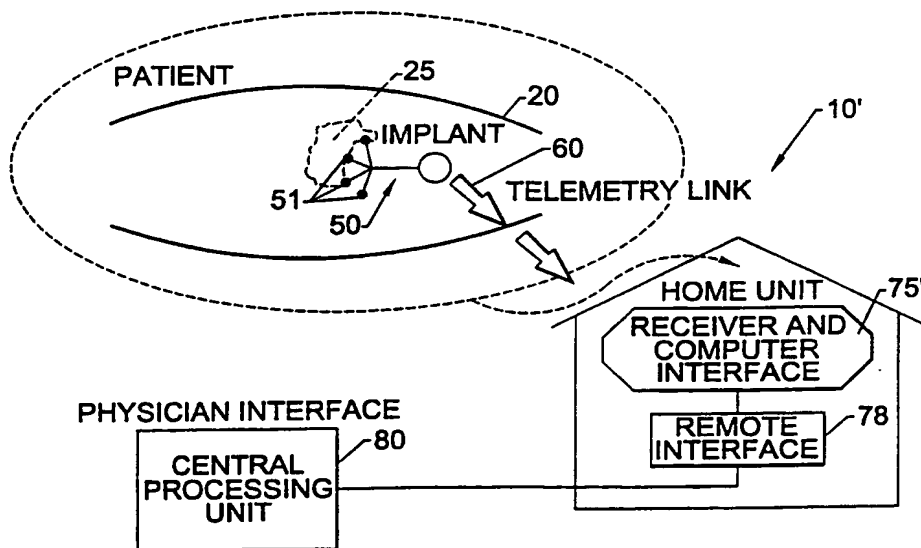 PATIENT
25
20
10'
IMPLANT
60
51
50
TELEMETRY LINK
HOME UNIT
75'
RECEIVER AND
COMPUTER
INTERFACE
PHYSICIAN INTERFACE
80
REMOTE
INTERFACE
78
CENTRAL
PROCESSING
UNIT